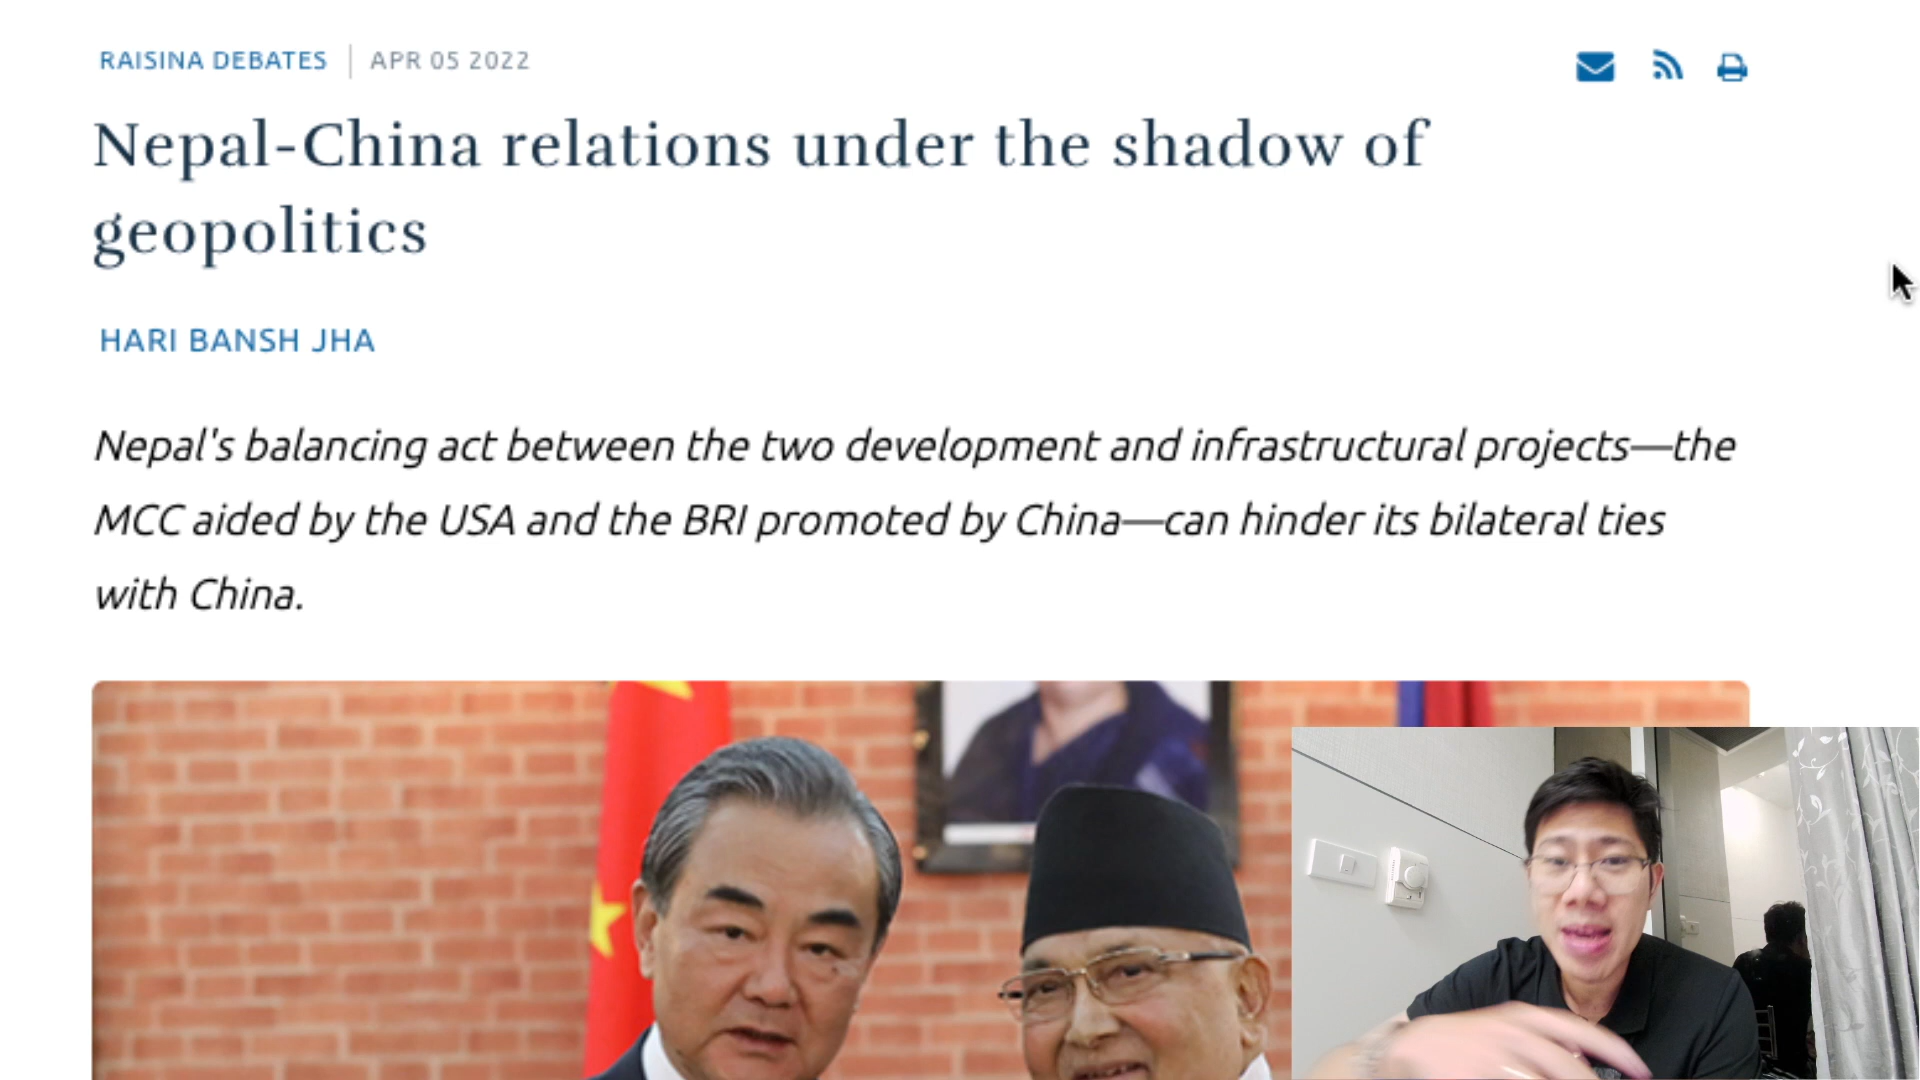 RAISINA DEBATES | APR 05 2022
Nepal-China relations under the shadow of
geopolitics
HARI BANSH JHA
Nepal's balancing act between the two development and infrastructural projects—the
MCC aided by the USA and the BRI promoted by China—can hinder its bilateral ties
with China.